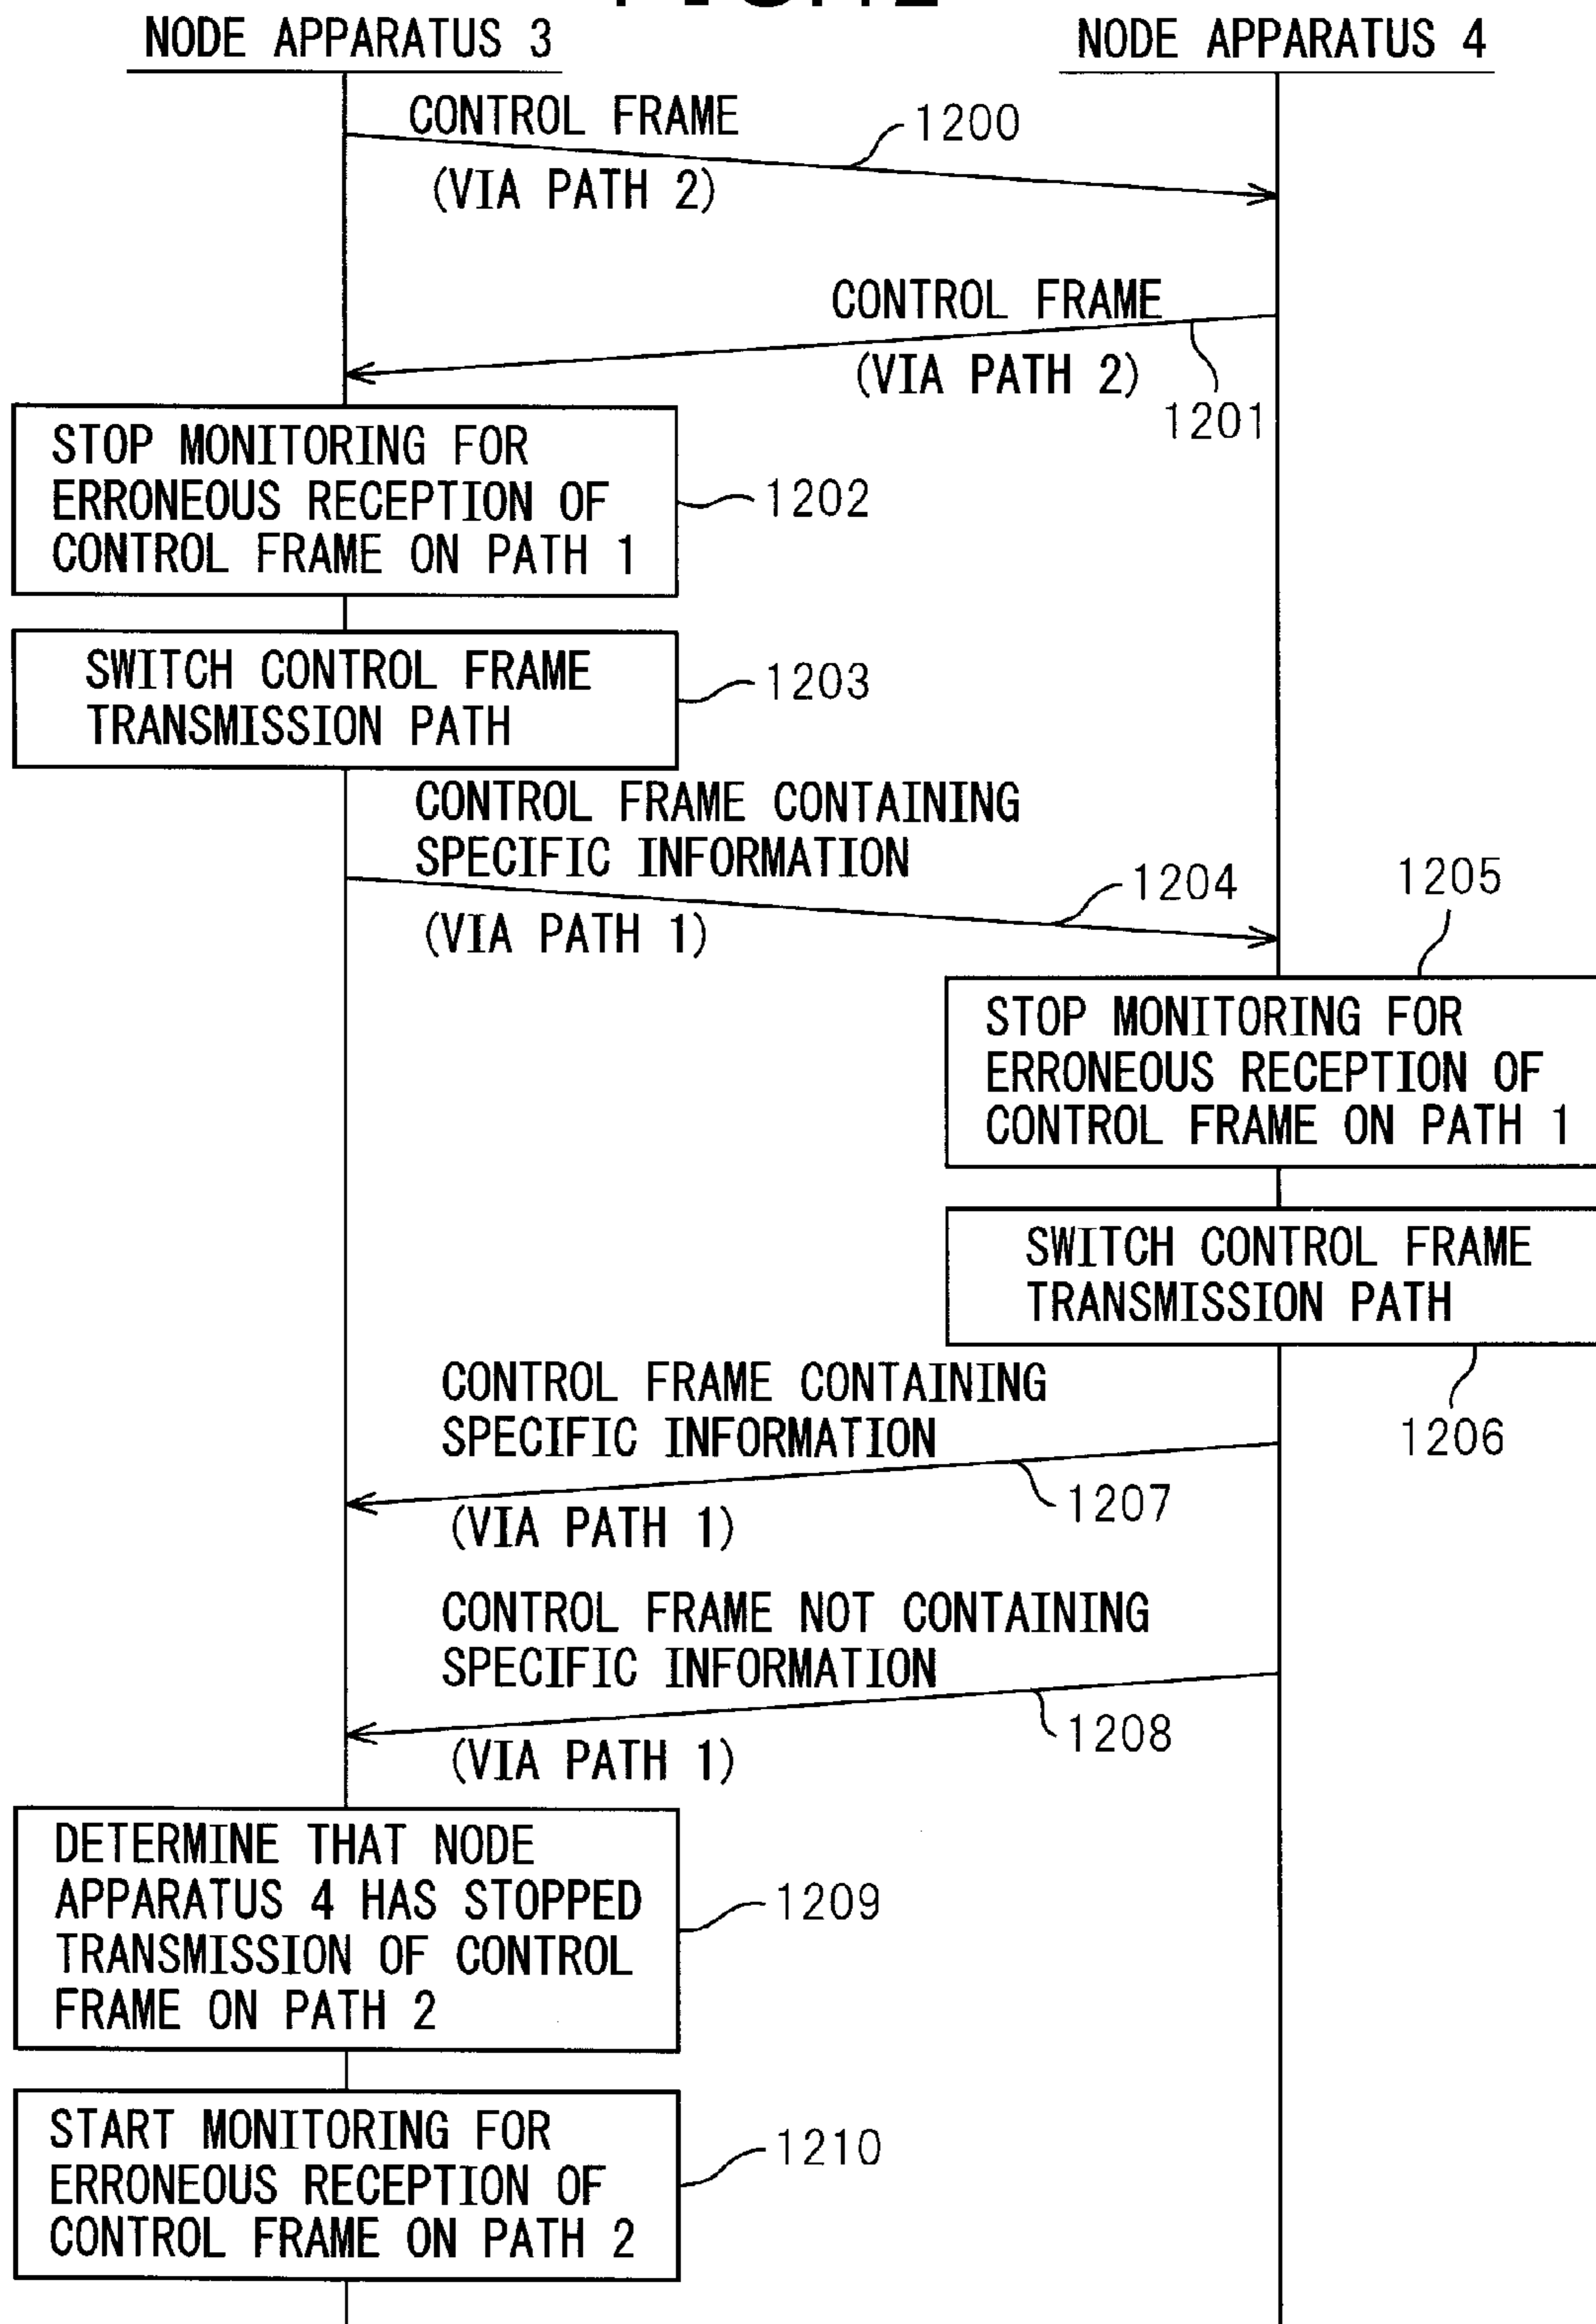 NODE APPARATUS 3
NODE APPARATUS 4
CONTROL FRAME
1200
(VIA PATH 2)
CONTROL FRAME
(VIA PATH 2)
1201
STOP MONITORING FOR
ERRONEOUS RECEPTION OF
CONTROL FRAME ON PATH 1
1202
SWITCH CONTROL FRAME
TRANSMISSION PATH
1203
CONTROL FRAME CONTAINING
SPECIFIC INFORMATION
(VIA PATH 1)
1204
1205
STOP MONITORING FOR
ERRONEOUS RECEPTION OF
CONTROL FRAME ON PATH 1
SWITCH CONTROL FRAME
TRANSMISSION PATH
1206
CONTROL FRAME CONTAINING
SPECIFIC INFORMATION
(VIA PATH 1)
1207
CONTROL FRAME NOT CONTAINING
SPECIFIC INFORMATION
(VIA PATH 1)
1208
DETERMINE THAT NODE
APPARATUS 4 HAS STOPPED
TRANSMISSION OF CONTROL
FRAME ON PATH 2
1209
START MONITORING FOR
ERRONEOUS RECEPTION OF
CONTROL FRAME ON PATH 2
1210